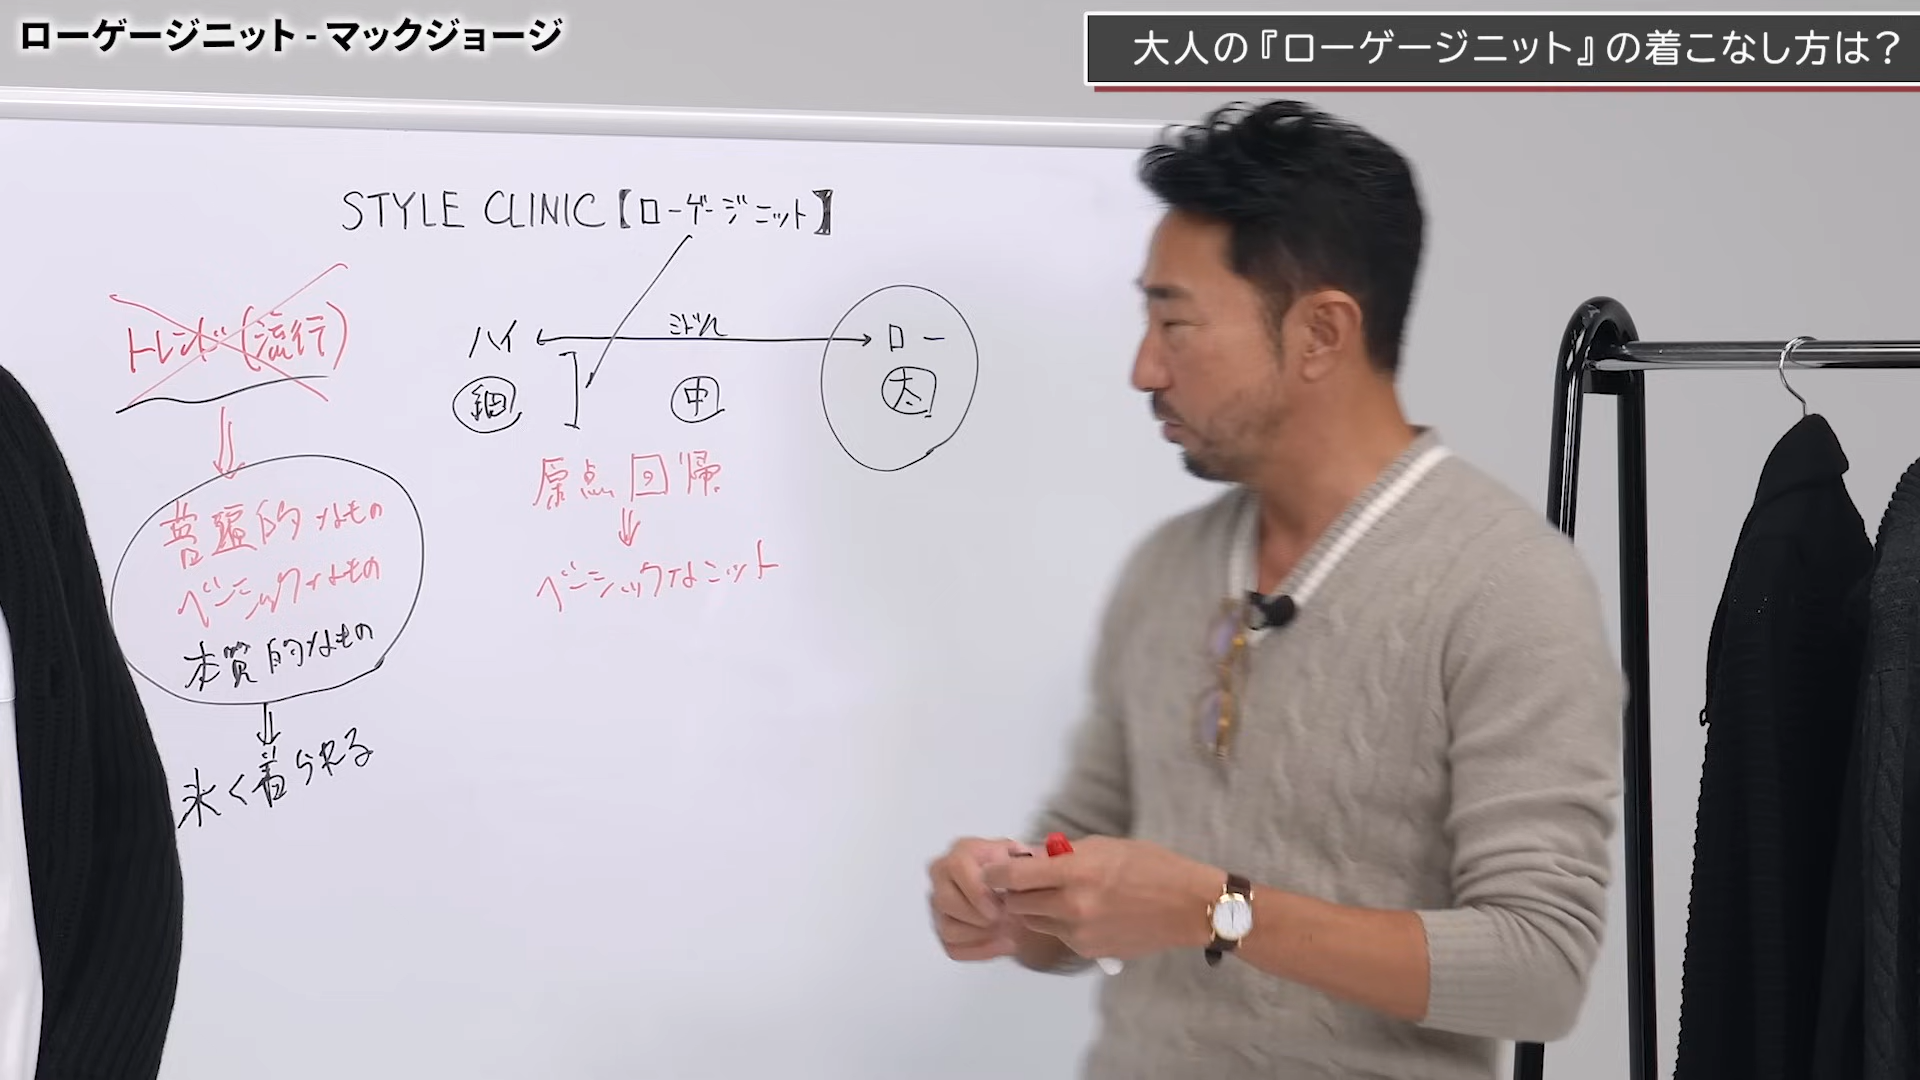 ローゲージニット - マックジョージ
大人の『ローゲージニット』の着こなし方は？
STYLE CLINIC【ローゲージニット】
トレンド(流行)
普遍的なもの
ベーシックなもの
本質的なもの
永く着られる
ハイ
ミドル
ロー
細
中
太
原点回帰
ベーシックなニット